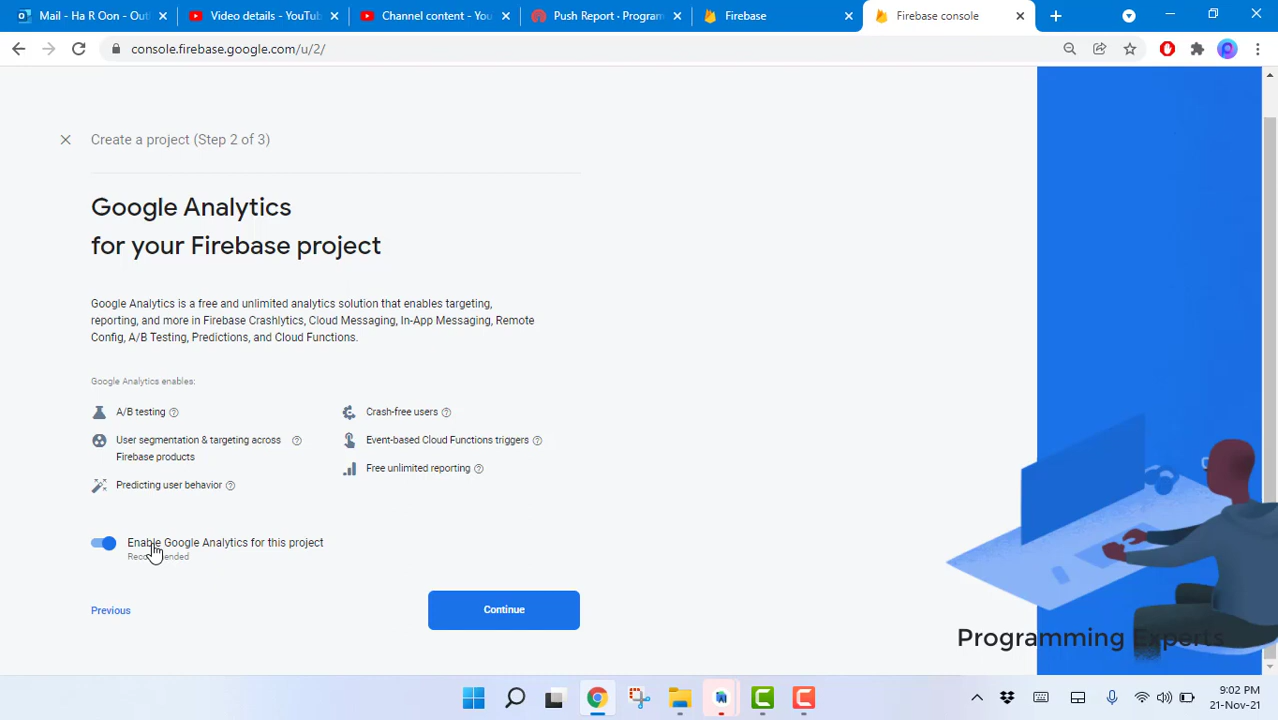 Mail - Ha R Oon - Out
Video details - YouTu
Channel content - You
Push Report · Program
Firebase
Firebase console
console.firebase.google.com/u/2/
Create a project (Step 2 of 3)
Google Analytics
for your Firebase project
Google Analytics is a free and unlimited analytics solution that enables targeting,
reporting, and more in Firebase Crashlytics, Cloud Messaging, In-App Messaging, Remote
Config, A/B Testing, Predictions, and Cloud Functions.
Google Analytics enables:
A/B testing
Crash-free users
User segmentation & targeting across
Firebase products
Event-based Cloud Functions triggers
Free unlimited reporting
Predicting user behavior
Enable Google Analytics for this project
Recommended
Previous
Continue
Programming Experts
9:02 PM
21-Nov-21